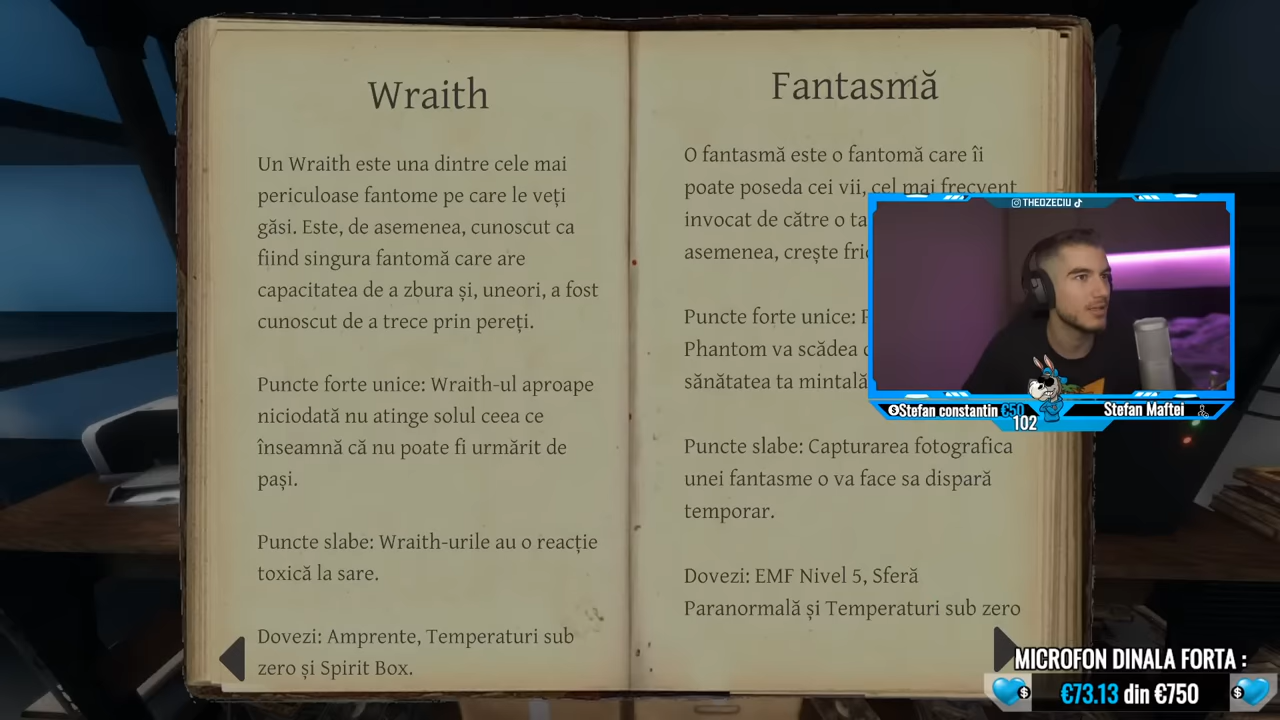 Wraith
Un Wraith este una dintre cele mai
periculoase fantome pe care le veți
găsi. Este, de asemenea, cunoscut ca
fiind singura fantomă care are
capacitatea de a zbura și, uneori, a fost
cunoscut de a trece prin pereți.
Puncte forte unice: Wraith-ul aproape
niciodată nu atinge solul ceea ce
înseamnă că nu poate fi urmărit de
pași.
Puncte slabe: Wraith-urile au o reacție
toxică la sare.
Dovezi: Amprente, Temperaturi sub
zero și Spirit Box.
Fantasmă
O fantasmă este o fantomă care îi
poate poseda cei vii, cel mai frecvent
invocat de către o
asemenea, crește
Puncte forte unice:
Phantom va scădea
sănătatea ta mintală
Puncte slabe: Capturarea fotografica
unei fantasme o va face sa dispară
temporar.
Dovezi: EMF Nivel 5, Sferă
Paranormală și Temperaturi sub zero
THEOZECIU
Stefan constantin €50
102
Stefan Maftei
MICROFON DINALA FORTA :
€73.13 din €750